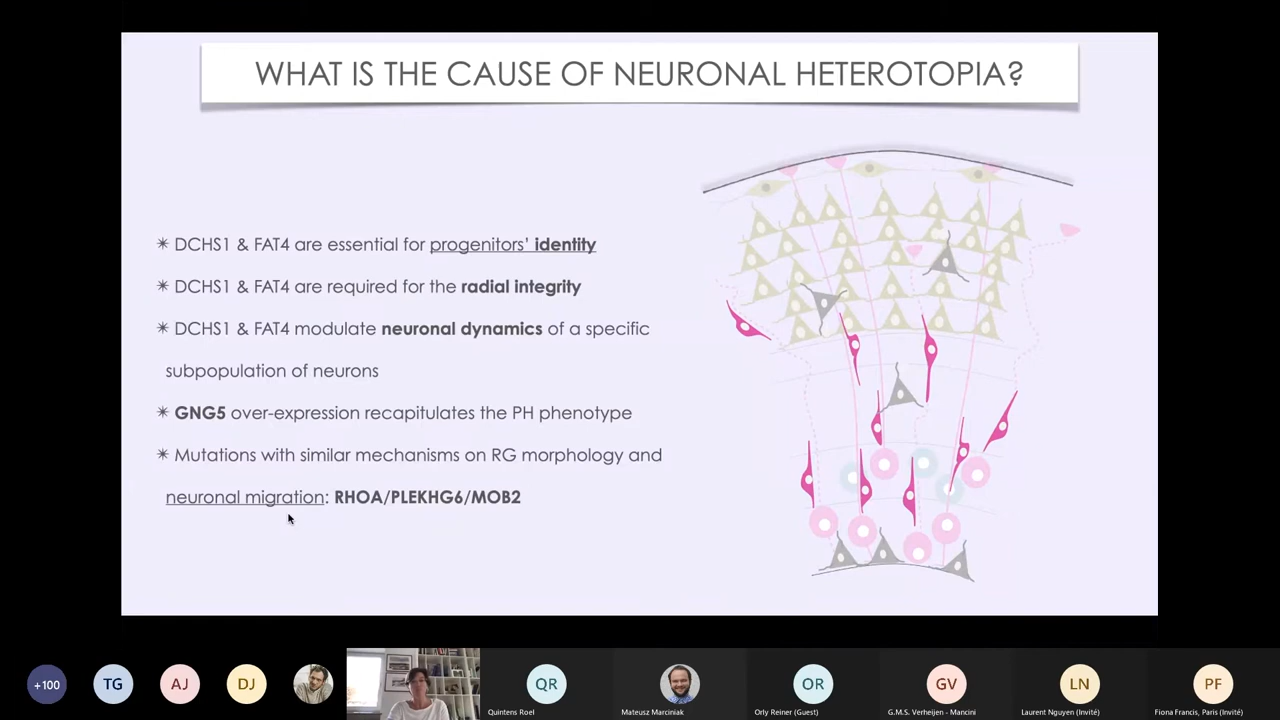 WHAT IS THE CAUSE OF NEURONAL HETEROTOPIA?
✴ DCHS1 & FAT4 are essential for progenitors’ identity
✴ DCHS1 & FAT4 are required for the radial integrity
✴ DCHS1 & FAT4 modulate neuronal dynamics of a specific
subpopulation of neurons
✴ GNG5 over-expression recapitulates the PH phenotype
✴ Mutations with similar mechanisms on RG morphology and
neuronal migration: RHOA/PLEKHG6/MOB2
+100
TG
AJ
DJ
QR
OR
GV
LN
PF
Quintens Roel
Mateusz Marciniak
Orly Reiner (Guest)
G.M.S. Verheijen - Mancini
Laurent Nguyen (Invité)
Fiona Francis, Paris (Invité)